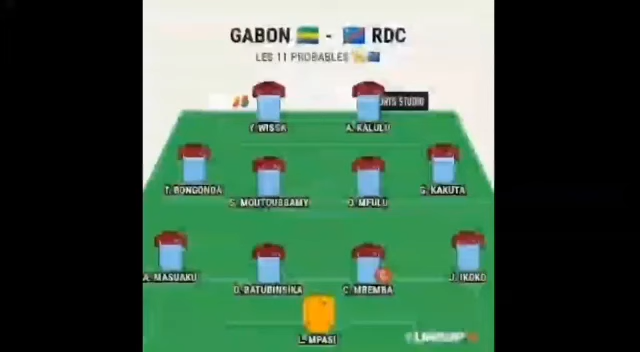 GABON - RDC
LES 11 PROBABLES
Y. WISSA
A. KALULU
T. BONGONDA
S. MOUTOUSSAMY
O. MFULU
G. KAKUTA
A. MASUAKU
D. BATUBINSIKA
C. MBEMBA
J. IKOKO
L. MPASI